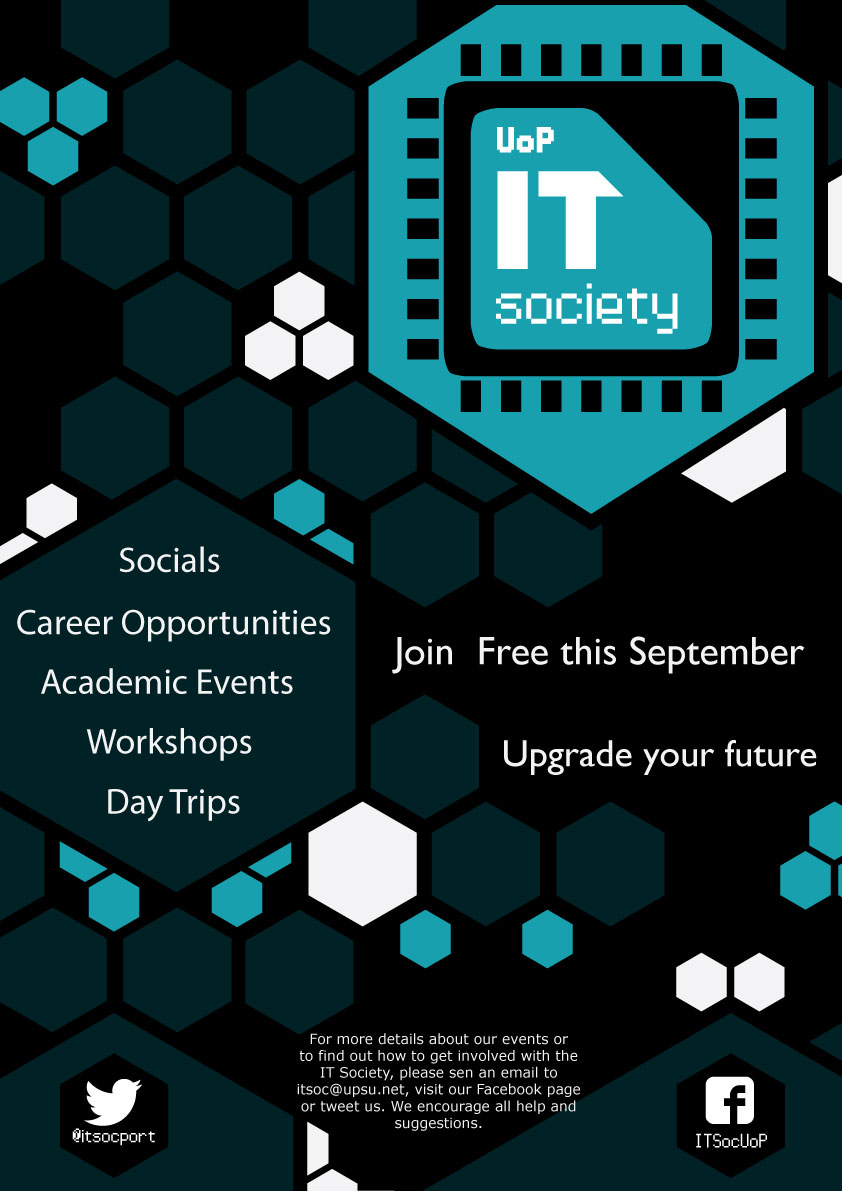 UoP
IT
society
Socials
Career Opportunities
Academic Events
Workshops
Day Trips
Join  Free this September
Upgrade your future
For more details about our events or
to find out how to get involved with the
IT Society, please sen an email to
itsoc@upsu.net, visit our Facebook page
or tweet us. We encourage all help and
suggestions.
@itsocport
ITSocUoP